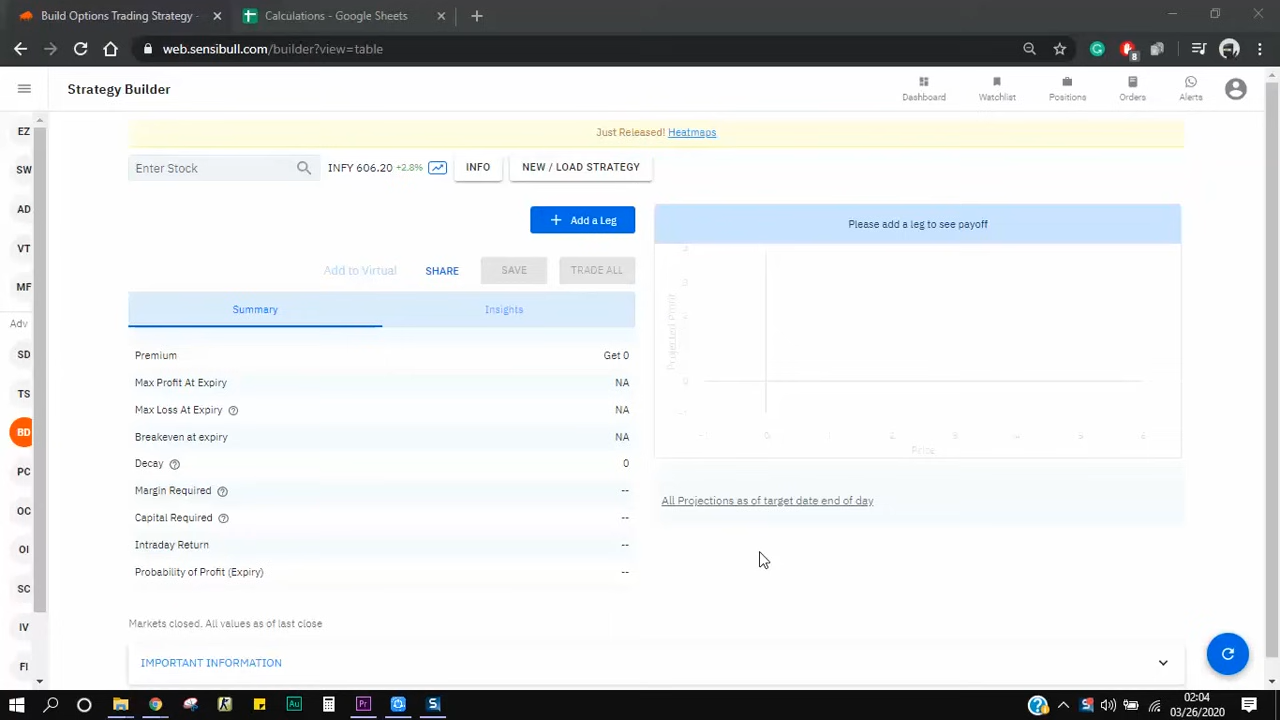 Build Options Trading Strategy -
Calculations - Google Sheets
web.sensibull.com/builder?view=table
8
Strategy Builder
Dashboard
Watchlist
Positions
Orders
Alerts
Just Released! Heatmaps
Enter Stock
INFY 606.20 +2.8%
INFO
NEW / LOAD STRATEGY
Add a Leg
Add to Virtual
SHARE
SAVE
TRADE ALL
Summary
Insights
Premium
Get 0
Max Profit At Expiry
NA
Max Loss At Expiry
NA
Breakeven at expiry
NA
Decay
0
Margin Required
--
Capital Required
--
Intraday Return
--
Probability of Profit (Expiry)
--
Please add a leg to see payoff
Projected Profit
Price
All Projections as of target date end of day
Markets closed. All values as of last close
IMPORTANT INFORMATION
EZ
SW
AD
VT
MF
Adv
SD
TS
BD
PC
OC
OI
SC
IV
FI
Au
Pr
S
02:04
03/26/2020